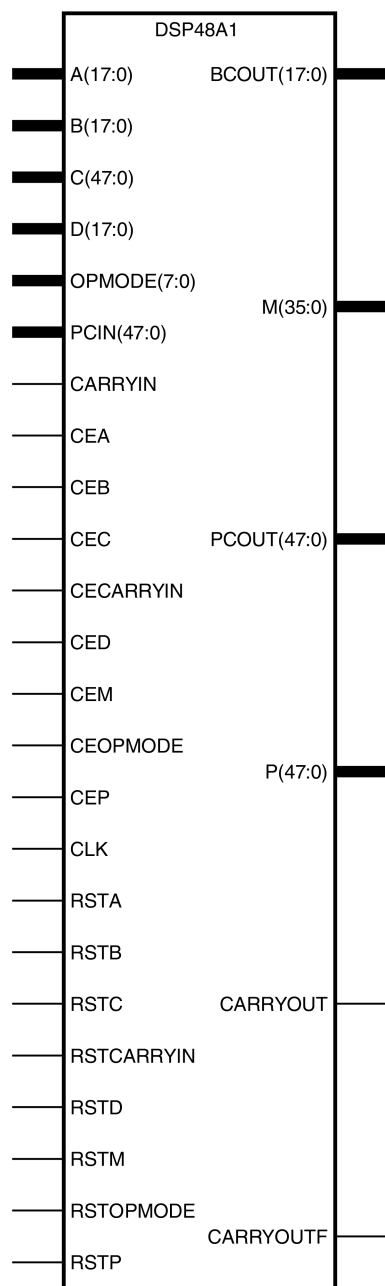 DSP48A1
A(17:0)
BCOUT(17:0)
B(17:0)
C(47:0)
D(17:0)
OPMODE(7:0)
M(35:0)
PCIN(47:0)
CARRYIN
CEA
CEB
CEC
PCOUT(47:0)
CECARRYIN
CED
CEM
CEOPMODE
P(47:0)
CEP
CLK
RSTA
RSTB
RSTC
CARRYOUT
RSTCARRYIN
RSTD
RSTM
RSTOPMODE
CARRYOUTF
RSTP